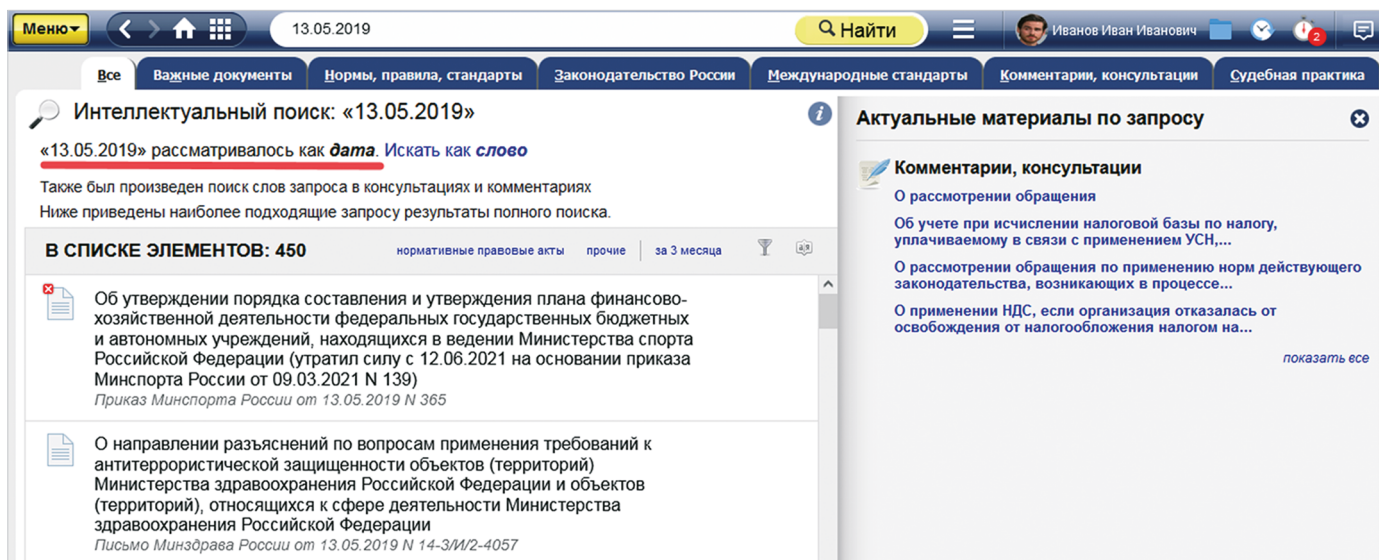 Меню
13.05.2019
Найти
Иванов Иван Иванович
2
Все
Важные документы
Нормы, правила, стандарты
Законодательство России
Международные стандарты
Комментарии, консультации
Судебная практика
Интеллектуальный поиск: «13.05.2019»
i
«13.05.2019» рассматривалось как дата. Искать как слово
Также был произведен поиск слов запроса в консультациях и комментариях
Ниже приведены наиболее подходящие запросу результаты полного поиска.
В СПИСКЕ ЭЛЕМЕНТОВ: 450
нормативные правовые акты
прочие
за 3 месяца
Об утверждении порядка составления и утверждения плана финансово-
хозяйственной деятельности федеральных государственных бюджетных
и автономных учреждений, находящихся в ведении Министерства спорта
Российской Федерации (утратил силу с 12.06.2021 на основании приказа
Минспорта России от 09.03.2021 N 139)
Приказ Минспорта России от 13.05.2019 N 365
О направлении разъяснений по вопросам применения требований к
антитеррористической защищенности объектов (территорий)
Министерства здравоохранения Российской Федерации и объектов
(территорий), относящихся к сфере деятельности Министерства
здравоохранения Российской Федерации
Письмо Минздрава России от 13.05.2019 N 14-3/И/2-4057
Актуальные материалы по запросу
Комментарии, консультации
О рассмотрении обращения
Об учете при исчислении налоговой базы по налогу,
уплачиваемому в связи с применением УСН,...
О рассмотрении обращения по применению норм действующего
законодательства, возникающих в процессе...
О применении НДС, если организация отказалась от
освобождения от налогообложения налогом на...
показать все